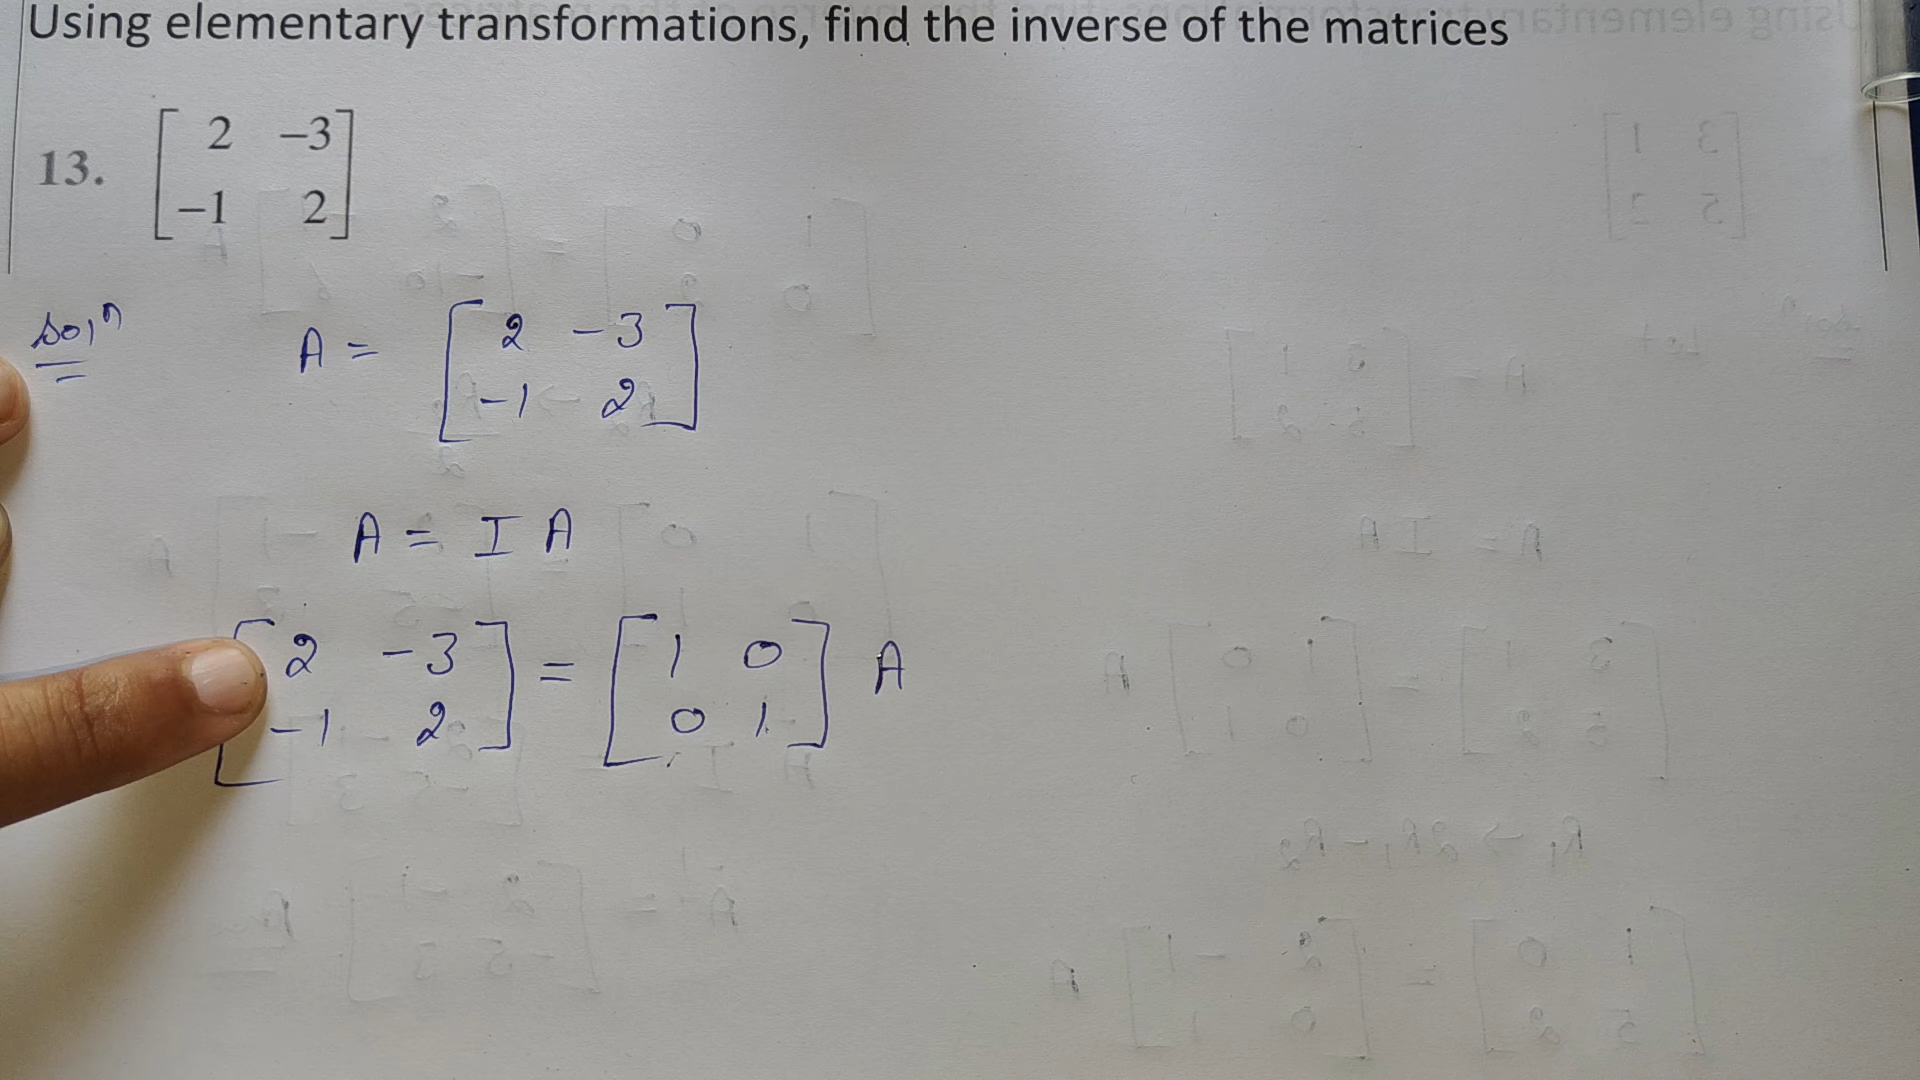 Using elementary transformations, find the inverse of the matrices
13. [ 2 -3 ]
[ -1 2 ]
Solⁿ A = [ 2 -3 ]
[ -1 2 ]
A = I A
[ 2 -3 ] = [ 1 0 ] A
[ -1 2 ] [ 0 1 ]